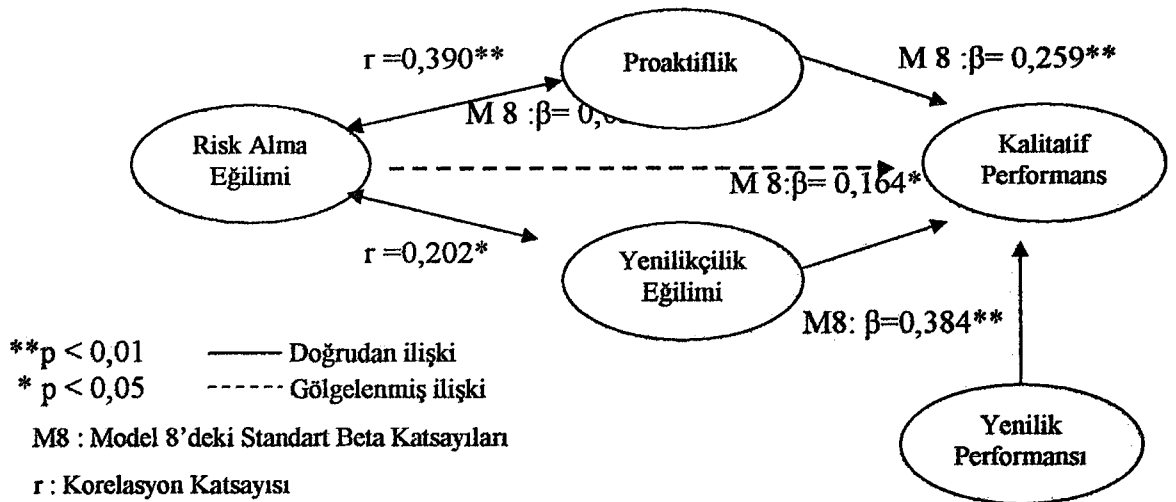 r =0,390**
Proaktiflik
M 8 :β= 0,259**
M 8 :β= 0,0
Risk Alma
Eğilimi
Kalitatif
Performans
M 8:β= 0,164*
r =0,202*
Yenilikçilik
Eğilimi
M8: β=0,384**
**p < 0,01
Doğrudan ilişki
* p < 0,05
Gölgelenmiş ilişki
M8 : Model 8'deki Standart Beta Katsayıları
r : Korelasyon Katsayısı
Yenilik
Performansı